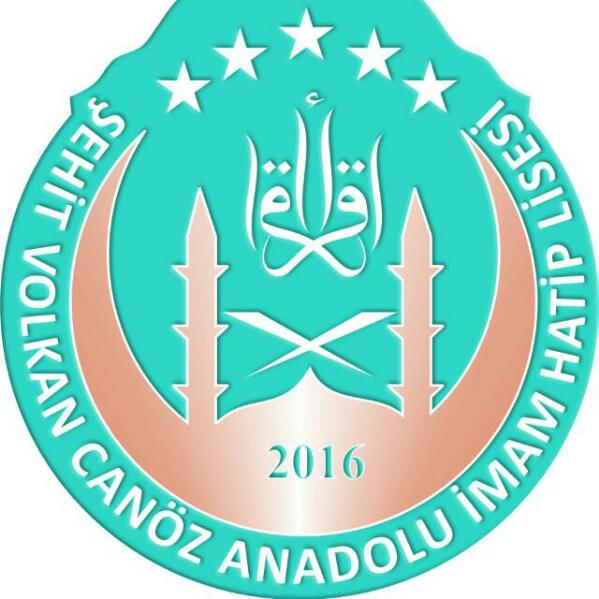 ŞEHİT VOLKAN CANÖZ ANADOLU İMAM HATİP LİSESİ
اقرأ
2016